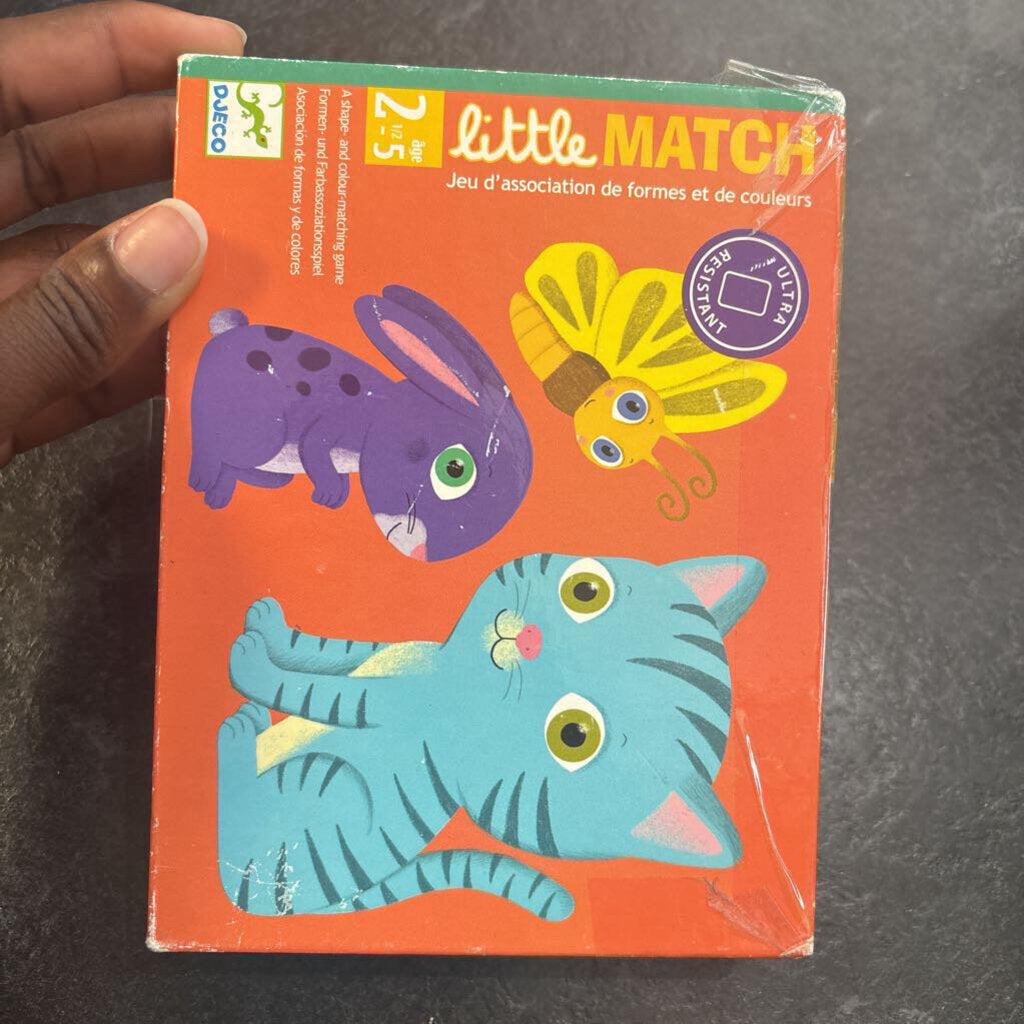 little MATCH
Jeu d'association de formes et de couleurs
âge
2 1/2 - 5
A shape- and colour-matching game
Formen- und Farbassoziationsspiel
Asociación de formas y de colores
DJECO
ULTRA
RESISTANT